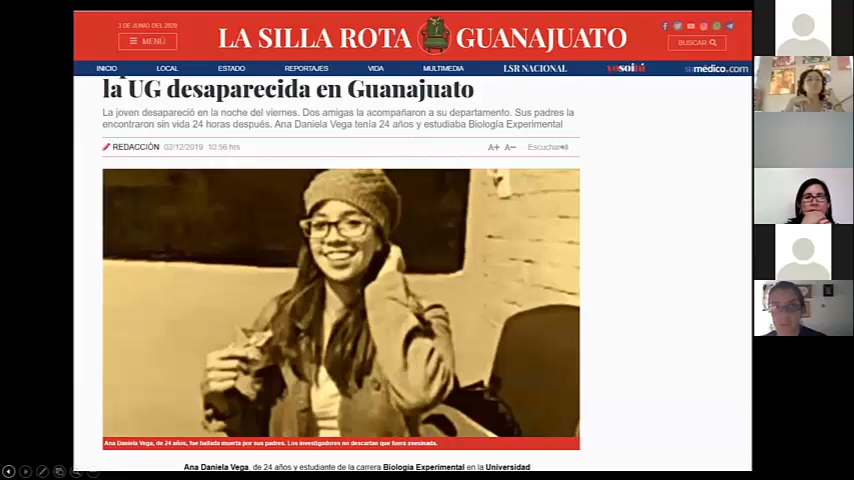 3 DE JUNIO DEL 2020
MENÚ
LA SILLA ROTA GUANAJUATO
BUSCAR
INICIO LOCAL ESTADO REPORTAJES VIDA MULTIMEDIA LSR NACIONAL yosoitú sumédico.com
la UG desaparecida en Guanajuato
La joven desapareció en la noche del viernes. Dos amigas la acompañaron a su departamento. Sus padres la
encontraron sin vida 24 horas después. Ana Daniela Vega tenía 24 años y estudiaba Biología Experimental
REDACCIÓN 02/12/2019 10:56 hrs A+ A- Escuchar
Ana Daniela Vega, de 24 años, fue hallada muerta por sus padres. Los investigadores no descartan que fuera asesinada.
Ana Daniela Vega, de 24 años y estudiante de la carrera Biología Experimental en la Universidad